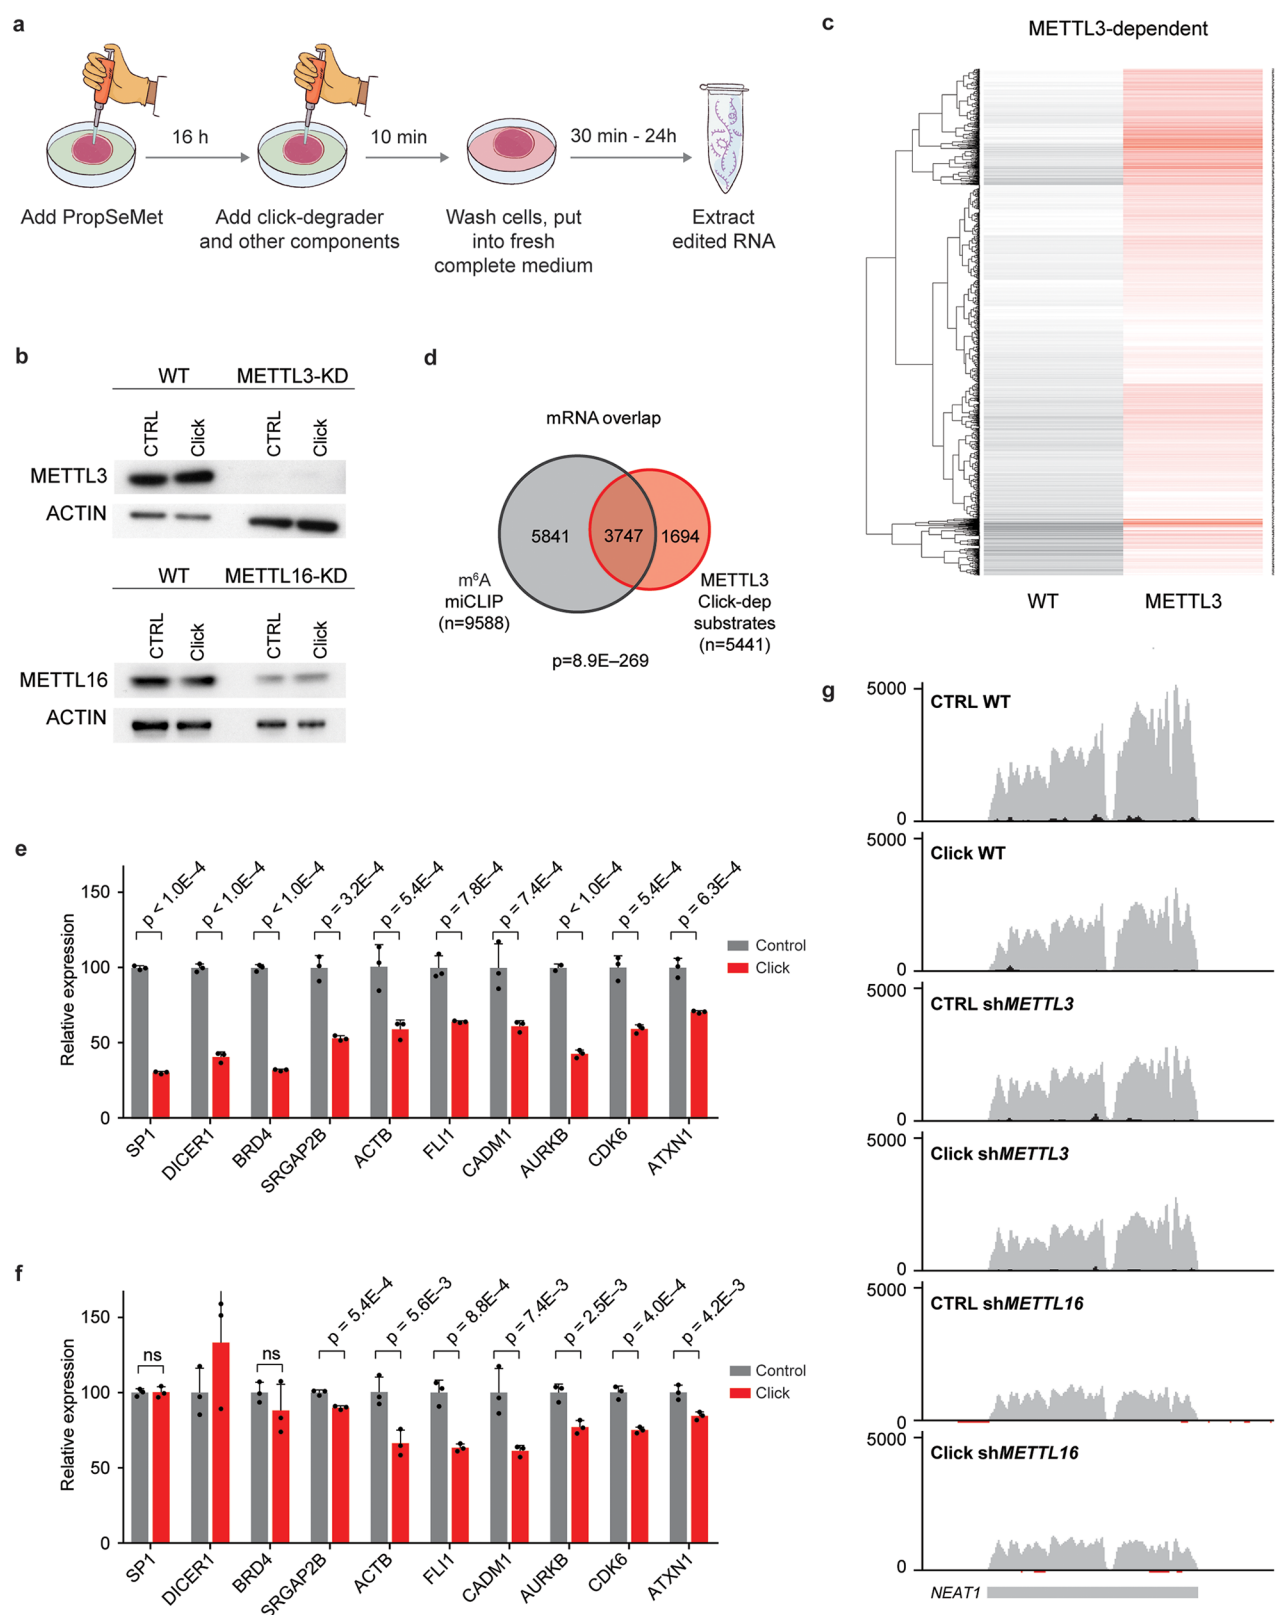 a
16 h
10 min
30 min - 24h
Add PropSeMet
Add click-degrader
and other components
Wash cells, put
into fresh
complete medium
Extract
edited RNA
b
WT
METTL3-KD
CTRL
Click
CTRL
Click
METTL3
ACTIN
WT
METTL16-KD
CTRL
Click
CTRL
Click
METTL16
ACTIN
c
METTL3-dependent
WT
METTL3
d
mRNA overlap
5841
3747
1694
m⁶A
miCLIP
(n=9588)
METTL3
Click-dep
substrates
(n=5441)
p=8.9E–269
e
Relative expression
150
100
50
0
p < 1.0E–4
p < 1.0E–4
p < 1.0E–4
p = 3.2E–4
p = 5.4E–4
p = 7.8E–4
p = 7.4E–4
p < 1.0E–4
p = 5.4E–4
p = 6.3E–4
Control
Click
SP1
DICER1
BRD4
SRGAP2B
ACTB
FLI1
CADM1
AURKB
CDK6
ATXN1
f
Relative expression
150
100
50
0
ns
ns
p = 5.4E–4
p = 5.6E–3
p = 8.8E–4
p = 7.4E–3
p = 2.5E–3
p = 4.0E–4
p = 4.2E–3
Control
Click
SP1
DICER1
BRD4
SRGAP2B
ACTB
FLI1
CADM1
AURKB
CDK6
ATXN1
g
5000
CTRL WT
0
5000
Click WT
0
5000
CTRL shMETTL3
0
5000
Click shMETTL3
0
5000
CTRL shMETTL16
0
5000
Click shMETTL16
0
NEAT1